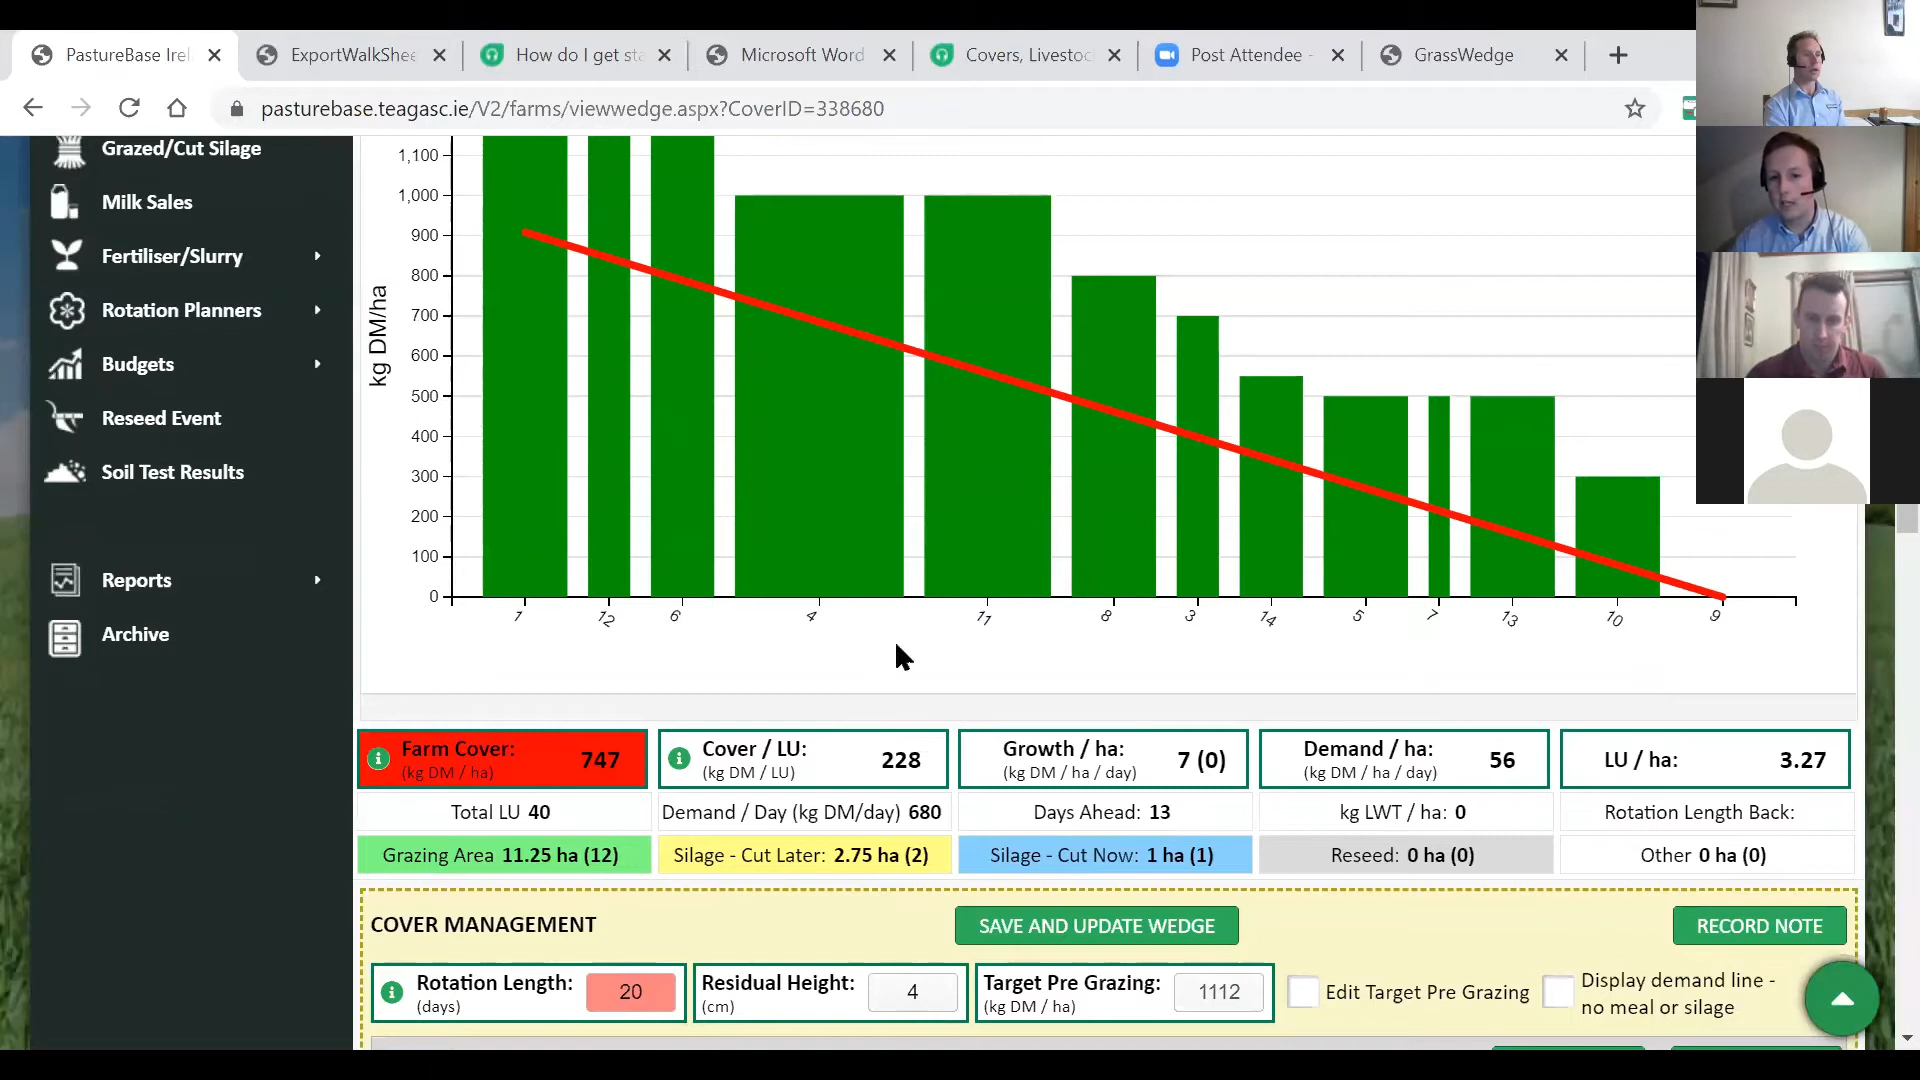 PastureBase Irel
ExportWalkShee
How do I get sta
Microsoft Word
Covers, Livestoc
Post Attendee -
GrassWedge
pasturebase.teagasc.ie/V2/farms/viewwedge.aspx?CoverID=338680
Grazed/Cut Silage
Milk Sales
Fertiliser/Slurry
Rotation Planners
Budgets
Reseed Event
Soil Test Results
Reports
Archive
kg DM/ha
1,100
1,000
900
800
700
600
500
400
300
200
100
0
1 12 6 4 11 8 3 14 5 7 13 10 9
Farm Cover: 747
(kg DM / ha)
Cover / LU: 228
(kg DM / LU)
Growth / ha: 7 (0)
(kg DM / ha / day)
Demand / ha: 56
(kg DM / ha / day)
LU / ha: 3.27
Total LU 40
Demand / Day (kg DM/day) 680
Days Ahead: 13
kg LWT / ha: 0
Rotation Length Back:
Grazing Area 11.25 ha (12)
Silage - Cut Later: 2.75 ha (2)
Silage - Cut Now: 1 ha (1)
Reseed: 0 ha (0)
Other 0 ha (0)
COVER MANAGEMENT
SAVE AND UPDATE WEDGE
RECORD NOTE
Rotation Length: 20
(days)
Residual Height: 4
(cm)
Target Pre Grazing: 1112
(kg DM / ha)
Edit Target Pre Grazing
Display demand line -
no meal or silage